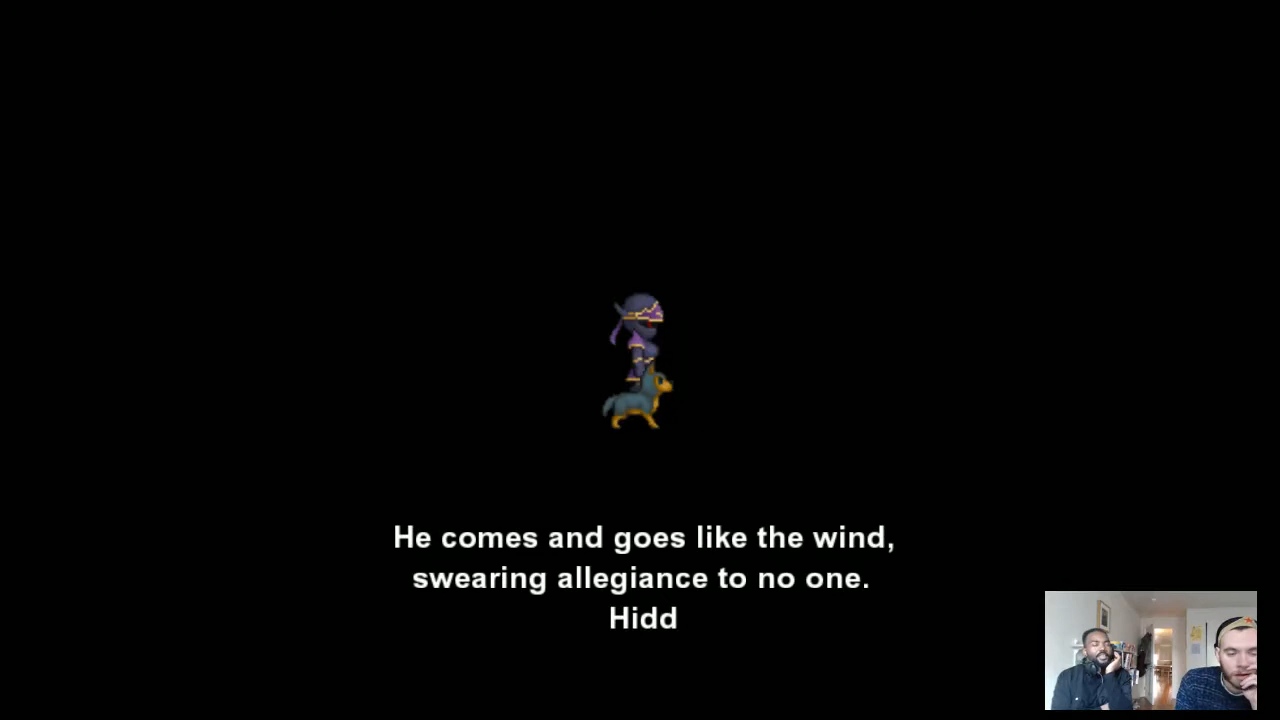 He comes and goes like the wind,
swearing allegiance to no one.
Hidd